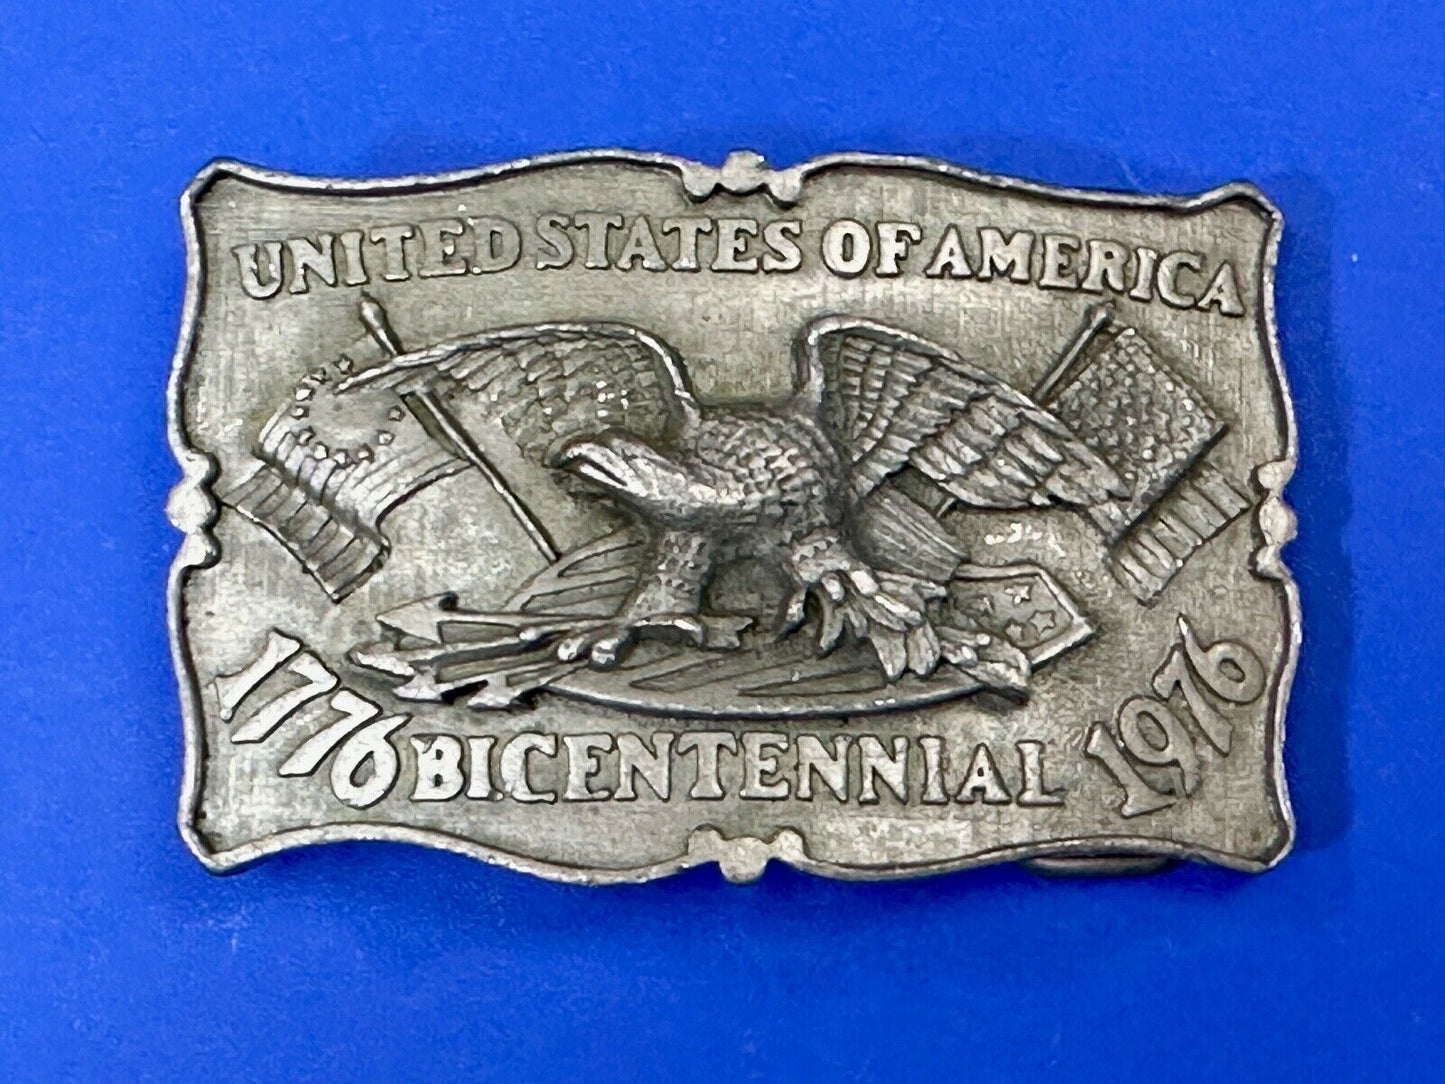 UNITED STATES OF AMERICA
1776 BICENTENNIAL 1976